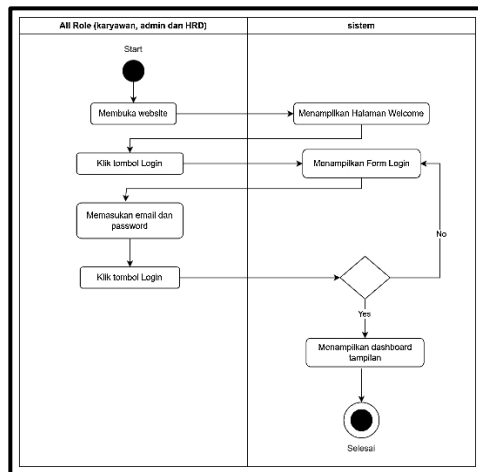 All Role (karyawan, admin dan HRD)
sistem
Start
Membuka website
Menampilkan Halaman Welcome
Klik tombol Login
Menampilkan Form Login
Memasukan email dan
password
No
Klik tombol Login
Yes
Menampilkan dashboard
tampilan
Selesai